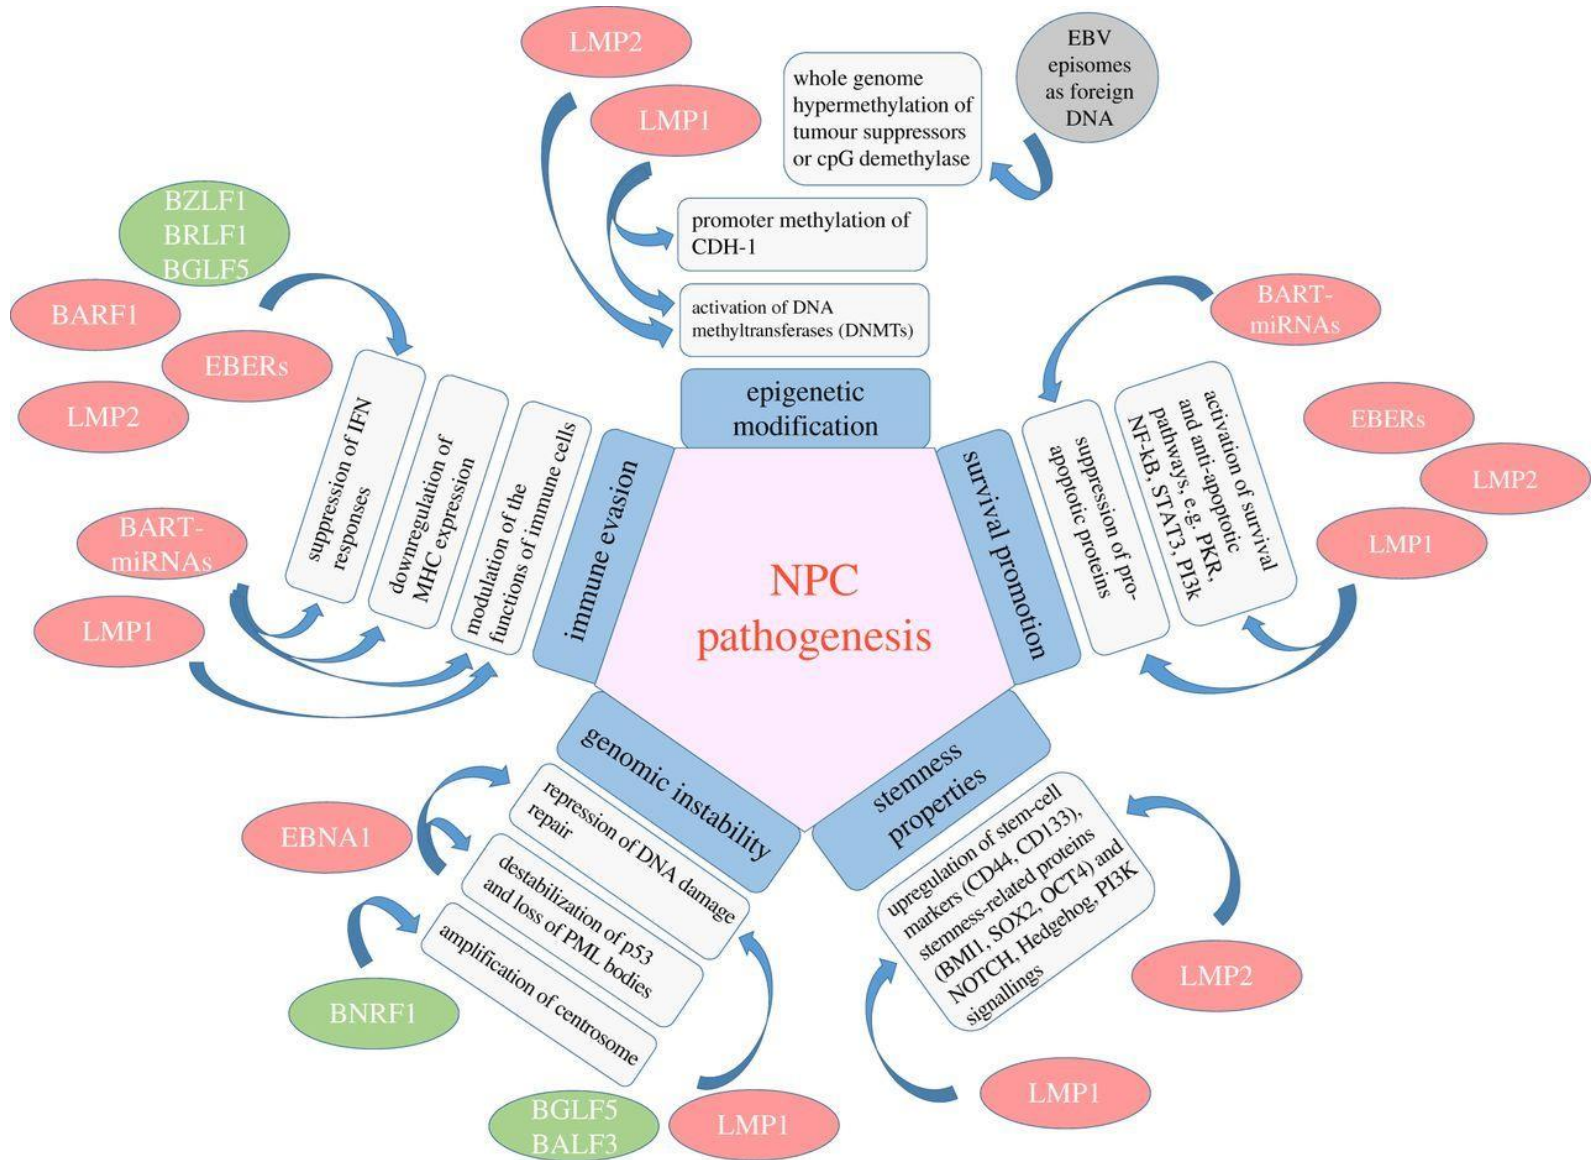 LMP2
LMP1
whole genome
hypermethylation of
tumour suppressors
or cpG demethylase
EBV
episomes
as foreign
DNA
promoter methylation of
CDH-1
activation of DNA
methyltransferases (DNMTs)
epigenetic
modification
BZLF1
BRLF1
BGLF5
BARF1
EBERs
LMP2
BART-
miRNAs
LMP1
suppression of IFN
responses
downregulation of
MHC expression
modulation of the
functions of immune cells
immune evasion
NPC
pathogenesis
survival promotion
suppression of pro-
apoptotic proteins
activation of survival
and anti-apoptotic
pathways, e.g. PKR,
NF-kB, STAT3, PI3k
BART-
miRNAs
EBERs
LMP2
LMP1
genomic instability
repression of DNA damage
repair
destabilization of p53
and loss of PML bodies
amplification of centrosome
EBNA1
BNRF1
BGLF5
BALF3
LMP1
stemness
properties
upregulation of stem-cell
markers (CD44, CD133),
stemness-related proteins
(BMI1, SOX2, OCT4) and
NOTCH, Hedgehog, PI3K
signallings
LMP2
LMP1